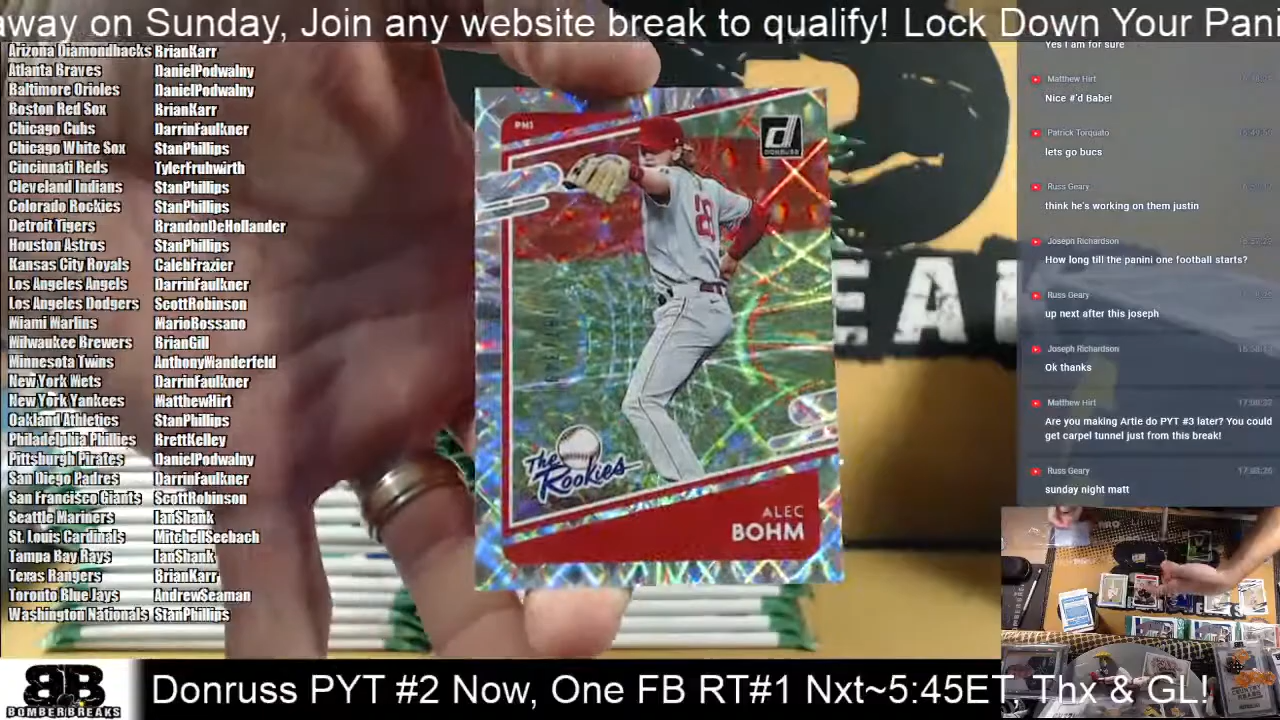 away on Sunday, Join any website break to qualify! Lock Down Your Pani
Arizona Diamondbacks BrianKarr
Atlanta Braves DanielPodwalny
Baltimore Orioles DanielPodwalny
Boston Red Sox BrianKarr
Chicago Cubs DarrinFaulkner
Chicago White Sox StanPhillips
Cincinnati Reds TylerFruhwirth
Cleveland Indians StanPhillips
Colorado Rockies StanPhillips
Detroit Tigers BrandonDeHollander
Houston Astros StanPhillips
Kansas City Royals CalebFrazier
Los Angeles Angels DarrinFaulkner
Los Angeles Dodgers ScottRobinson
Miami Marlins MarioBossano
Milwaukee Brewers BrianGill
Minnesota Twins AnthonyManderfeld
New York Mets DarrinFaulkner
New York Yankees MatthewHirt
Oakland Athletics StanPhillips
Philadelphia Phillies BrettKelley
Pittsburgh Pirates DanielPodwalny
San Diego Padres DarrinFaulkner
San Francisco Giants ScottRobinson
Seattle Mariners IanShank
St. Louis Cardinals MitchellSeebach
Tampa Bay Rays IanShank
Texas Rangers BrianKarr
Toronto Blue Jays AndrewSeaman
Washington Nationals StanPhillips
PHI
DONRUSS
The
Rookies
ALEC
BOHM
Yes I am for sure
Matthew Hirt
Nice #'d Babe!
Patrick Torquato
lets go bucs
Russ Geary
think he's working on them justin
Joseph Richardson
How long till the panini one football starts?
Russ Geary
up next after this joseph
Joseph Richardson
Ok thanks
Matthew Hirt
Are you making Artie do PYT #3 later? You could
get carpel tunnel just from this break!
Russ Geary
sunday night matt
BB
BOMBERBREAKS
Donruss PYT #2 Now, One FB RT#1 Nxt~5:45ET. Thx & GL!